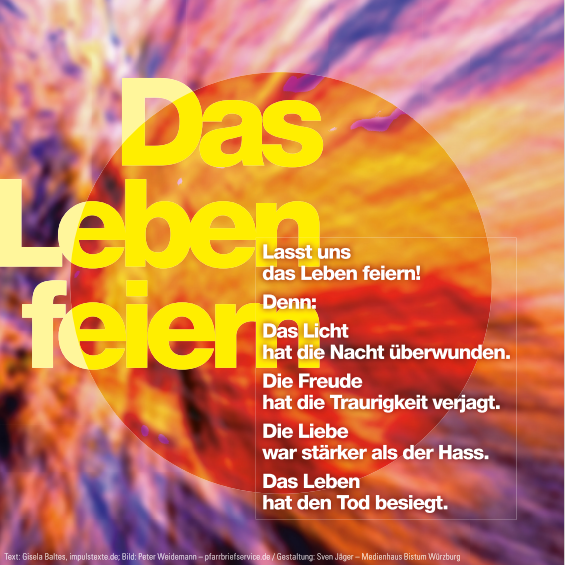 Das
Leben
feiern
Lasst uns
das Leben feiern!
Denn:
Das Licht
hat die Nacht überwunden.
Die Freude
hat die Traurigkeit verjagt.
Die Liebe
war stärker als der Hass.
Das Leben
hat den Tod besiegt.
Text: Gisela Baltes, impulstexte.de; Bild: Peter Weidemann – pfarrbriefservice.de / Gestaltung: Sven Jäger – Medienhaus Bistum Würzburg